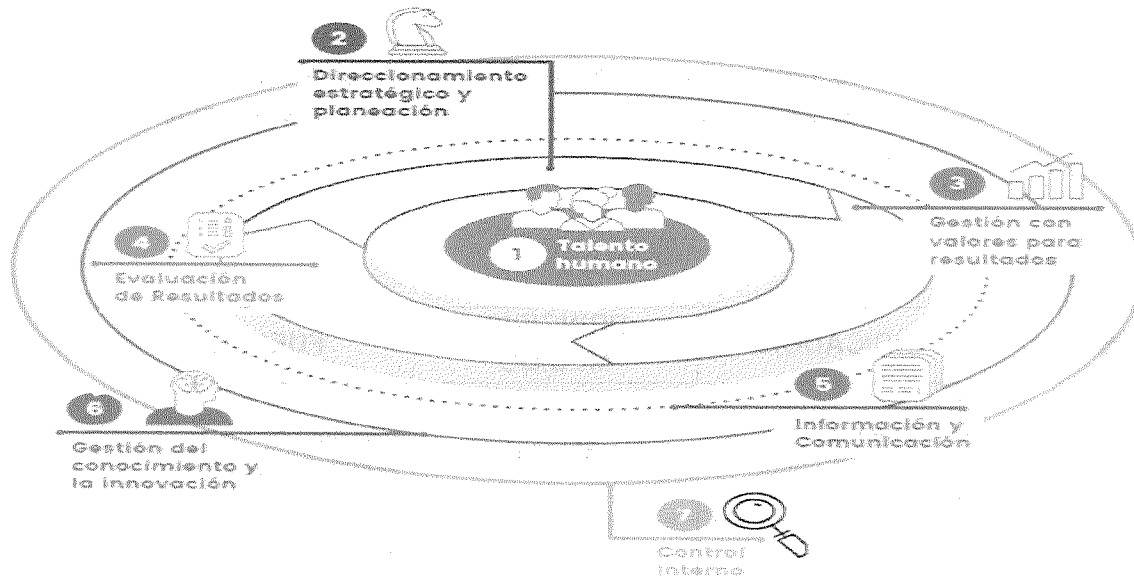 2
Direccionamiento
estratégico y
planeación
3
Gestión con
valores para
resultados
1
Talento
humano
4
Evaluación
de Resultados
5
Información y
Comunicación
6
Gestión del
conocimiento y
la innovación
7
Control
Interno